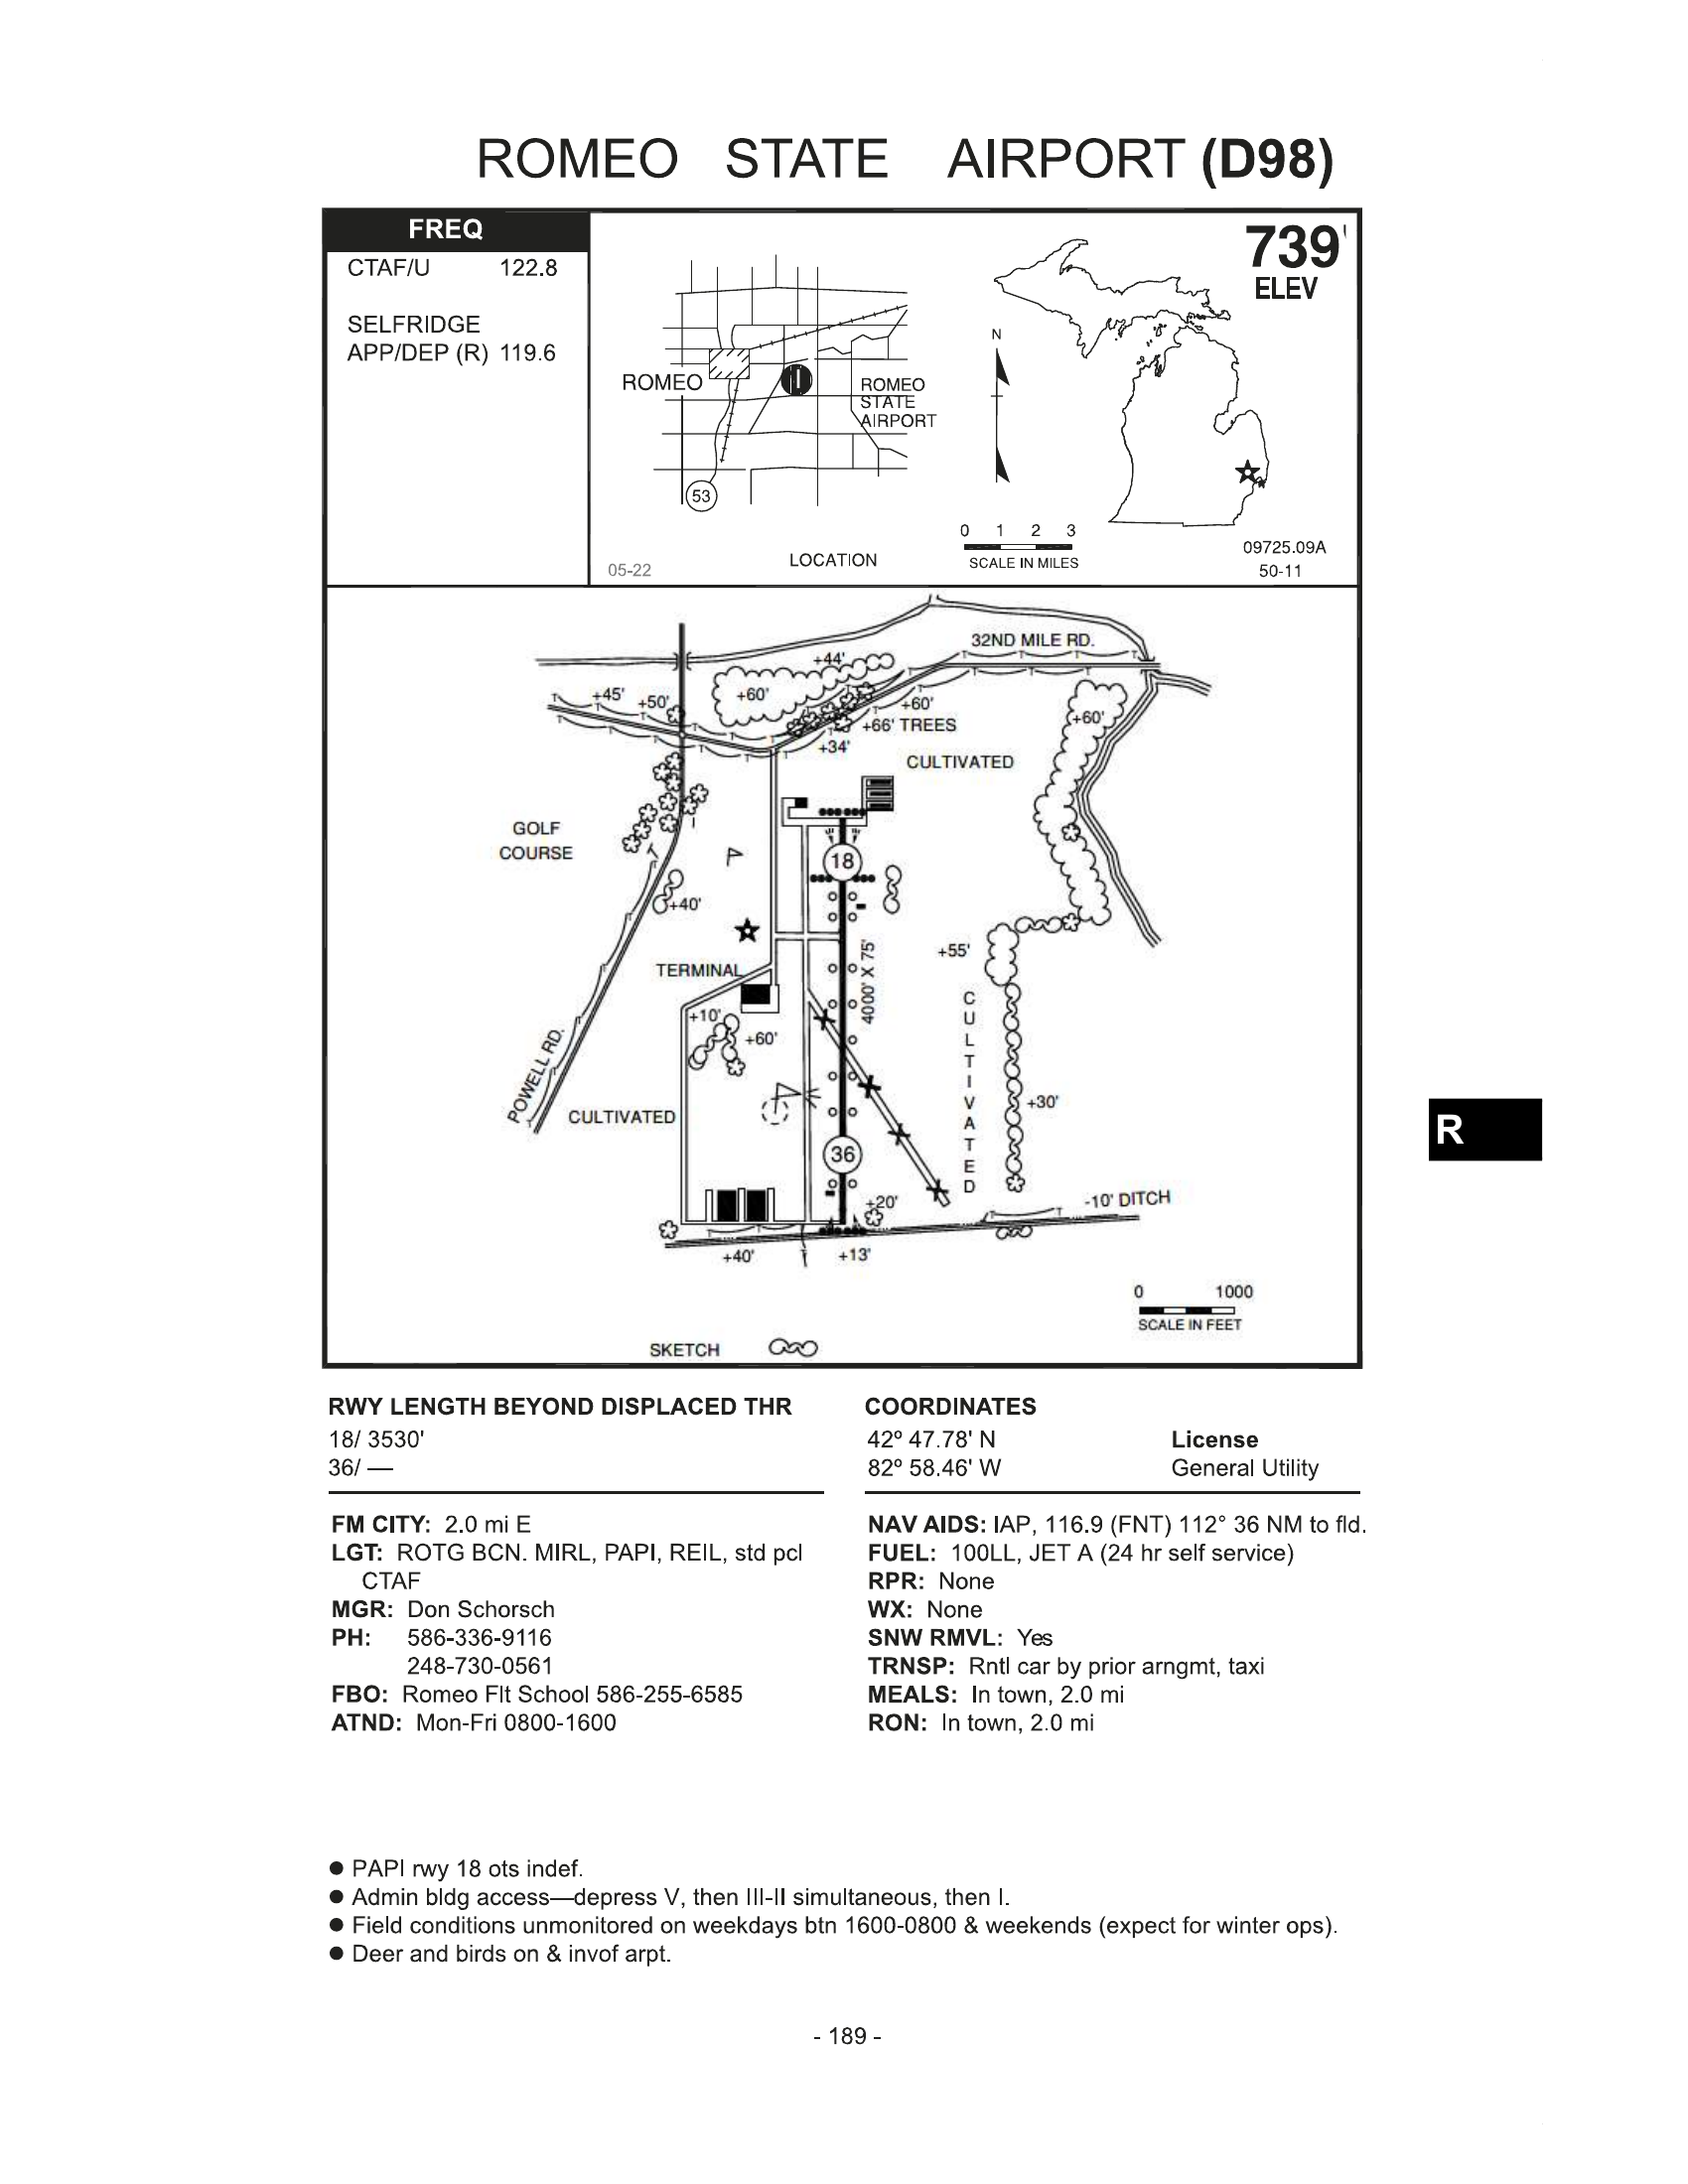 ROMEO STATE AIRPORT (D98)
FREQ
CTAF/U 122.8
SELFRIDGE
APP/DEP (R) 119.6
739'
ELEV
N
ROMEO
ROMEO
STATE
AIRPORT
53
0 1 2 3
SCALE IN MILES
LOCATION
05-22
09725.09A
50-11
32ND MILE RD.
+44'
+45'
+50'
+60'
+60'
+66' TREES
+34'
+60'
CULTIVATED
GOLF
COURSE
18
+40'
+55'
TERMINAL
4000' X 75'
+10'
+60'
CULTIVATED
POWELL RD.
CULTIVATED
+30'
36
+20'
-10' DITCH
+40'
+13'
0 1000
SCALE IN FEET
SKETCH
R
RWY LENGTH BEYOND DISPLACED THR
18/ 3530'
36/ —
COORDINATES
42º 47.78' N
82º 58.46' W
License
General Utility
FM CITY: 2.0 mi E
LGT: ROTG BCN. MIRL, PAPI, REIL, std pcl
CTAF
MGR: Don Schorsch
PH: 586-336-9116
248-730-0561
FBO: Romeo Flt School 586-255-6585
ATND: Mon-Fri 0800-1600
NAV AIDS: IAP, 116.9 (FNT) 112° 36 NM to fld.
FUEL: 100LL, JET A (24 hr self service)
RPR: None
WX: None
SNW RMVL: Yes
TRNSP: Rntl car by prior arngmt, taxi
MEALS: In town, 2.0 mi
RON: In town, 2.0 mi
● PAPI rwy 18 ots indef.
● Admin bldg access—depress V, then III-II simultaneous, then I.
● Field conditions unmonitored on weekdays btn 1600-0800 & weekends (expect for winter ops).
● Deer and birds on & invof arpt.
- 189 -